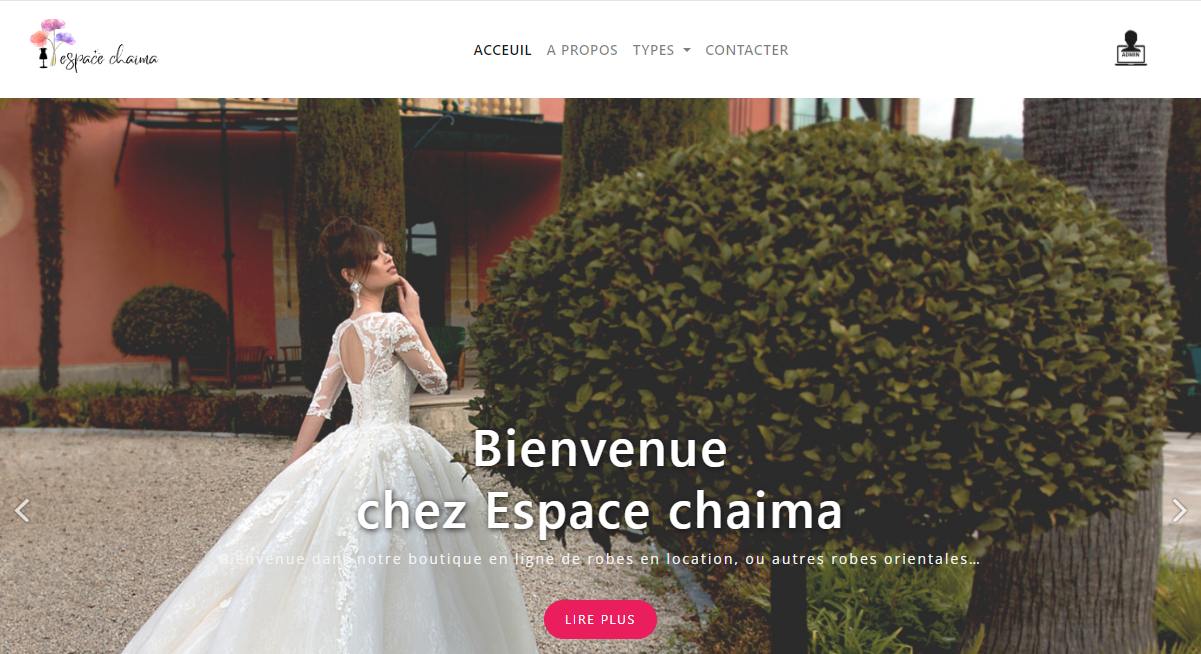 espace chaima
ACCEUIL A PROPOS TYPES CONTACTER
ADMIN
Bienvenue
chez Espace chaima
Bienvenue dans notre boutique en ligne de robes en location, ou autres robes orientales…
LIRE PLUS